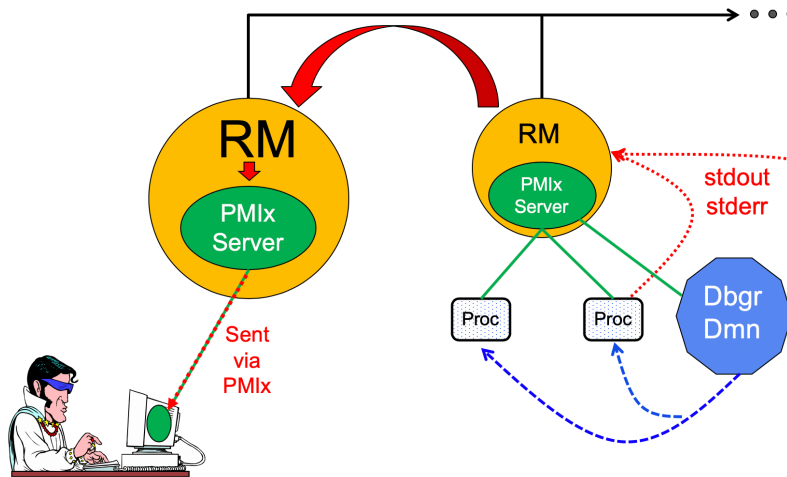 RM
PMIx
Server
Sent
via
PMIx
RM
PMIx
Server
stdout
stderr
Proc
Proc
Dbgr
Dmn